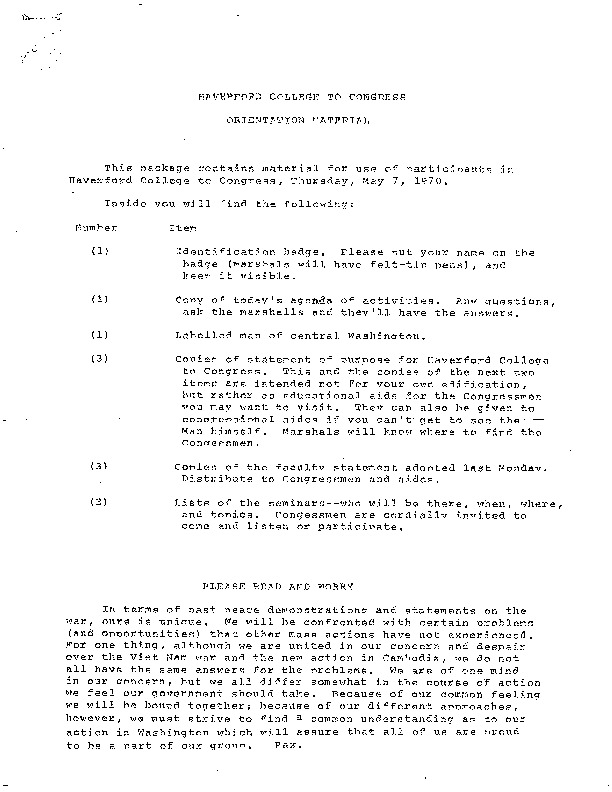 HAVERFORD COLLEGE TO CONGRESS
ORIENTATION MATERIAL
This package contains material for use of participants in
Haverford College to Congress, Thursday, May 7, 1970.
Inside you will find the following:
Number Item
(1) Identification badge. Please put your name on the
badge (marshals will have felt-tip pens), and
keep it visible.
(1) Copy of today's agenda of activities. Any questions,
ask the marshalls and they'll have the answers.
(1) Labelled map of central Washington.
(3) Copies of statement of purpose for Haverford College
to Congress. This and the copies of the next two
items are intended not for your own edification,
but rather as educational aids for the Congressmen
you may want to visit. They can also be given to
congressional aides if you can't get to see the
Man himself. Marshals will know where to find the
Congessmen.
(3) Copies of the faculty statement adopted last Monday.
Distribute to Congressmen and aides.
(2) Lists of the seminars--who will be there, when, where,
and topics. Congessmen are cordially invited to
come and listen or participate.
PLEASE READ AND WORRY
In terms of past peace demonstrations and statements on the
war, ours is unique. We will be confronted with certain problems
(and opportunities) that other mass actions have not experienced.
For one thing, although we are united in our concern and despair
over the Viet Nam war and the new action in Cambodia, we do not
all have the same answers for the problems. We are of one mind
in our concern, but we all differ somewhat in the course of action
we feel our government should take. Because of our common feeling
we will be bound together; because of our different approaches,
however, we must strive to find a common understanding as to our
action in Washington which will assure that all of us are proud
to be a part of our group. Pax.